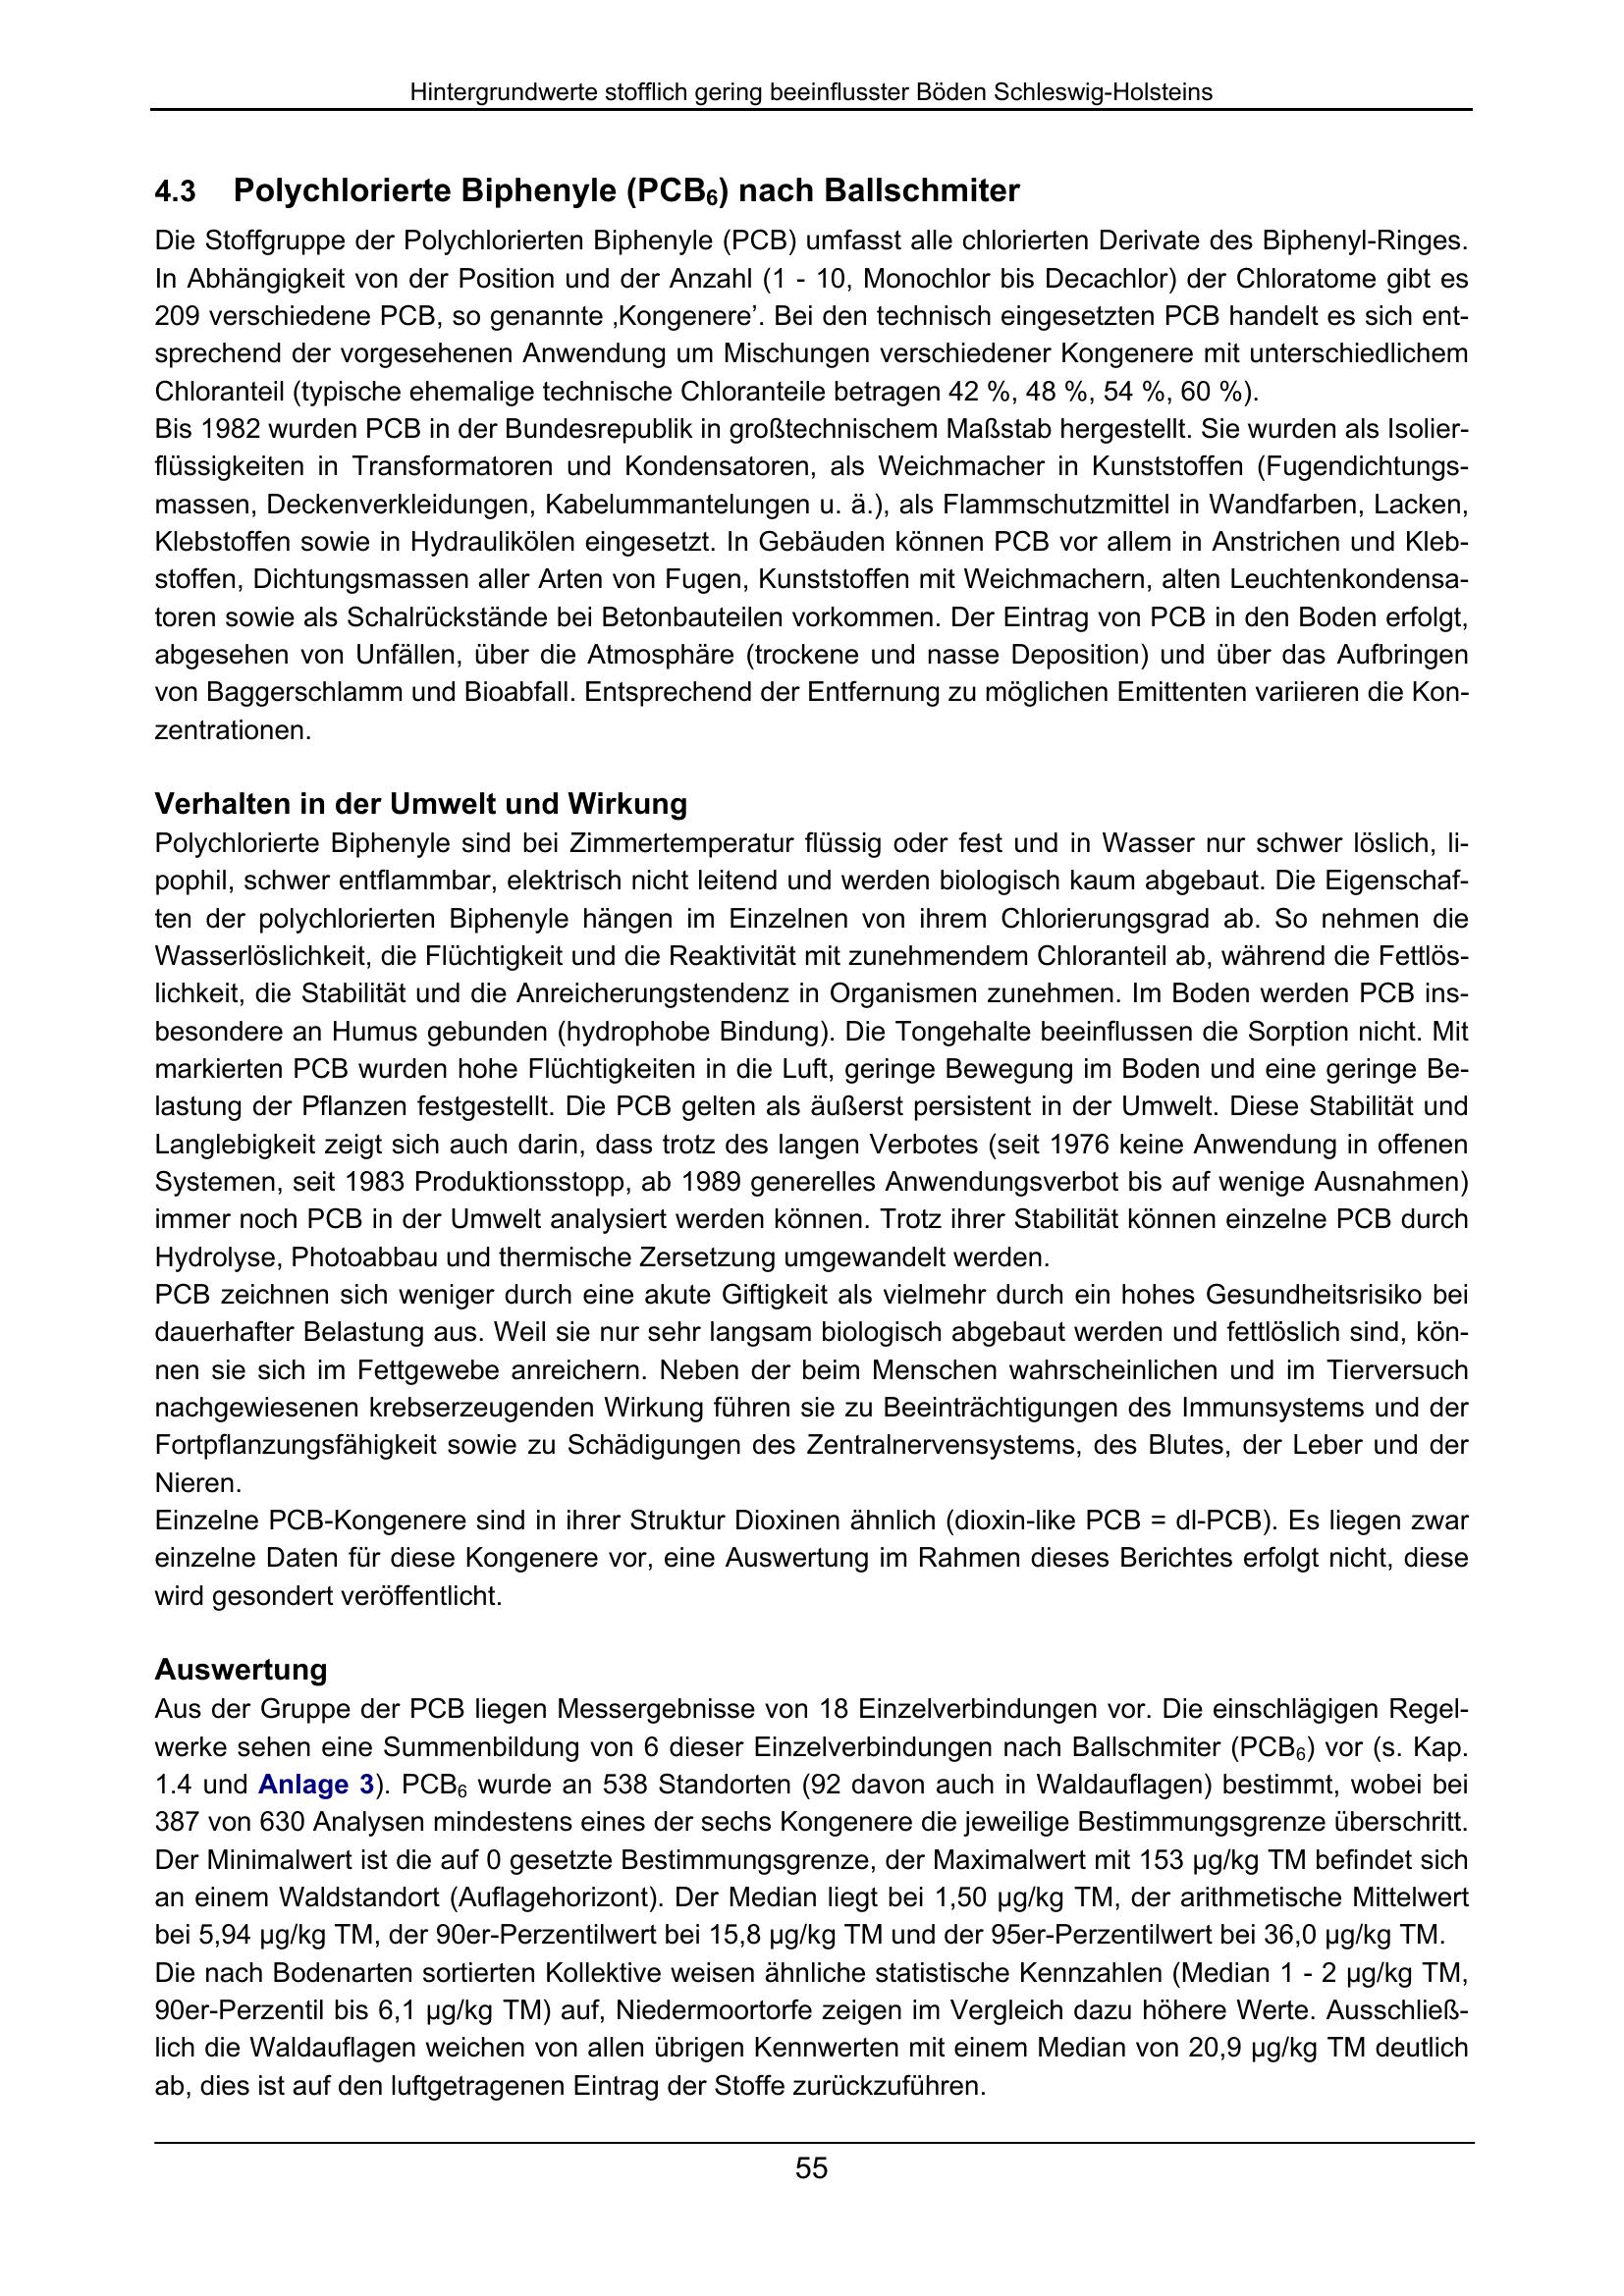 Hintergrundwerte stofflich gering beeinflusster Böden Schleswig-Holsteins
4.3 Polychlorierte Biphenyle (PCB₆) nach Ballschmiter
Die Stoffgruppe der Polychlorierten Biphenyle (PCB) umfasst alle chlorierten Derivate des Biphenyl-Ringes.
In Abhängigkeit von der Position und der Anzahl (1 - 10, Monochlor bis Decachlor) der Chloratome gibt es
209 verschiedene PCB, so genannte ‚Kongenere’. Bei den technisch eingesetzten PCB handelt es sich ent-
sprechend der vorgesehenen Anwendung um Mischungen verschiedener Kongenere mit unterschiedlichem
Chloranteil (typische ehemalige technische Chloranteile betragen 42 %, 48 %, 54 %, 60 %).
Bis 1982 wurden PCB in der Bundesrepublik in großtechnischem Maßstab hergestellt. Sie wurden als Isolier-
flüssigkeiten in Transformatoren und Kondensatoren, als Weichmacher in Kunststoffen (Fugendichtungs-
massen, Deckenverkleidungen, Kabelummantelungen u. ä.), als Flammschutzmittel in Wandfarben, Lacken,
Klebstoffen sowie in Hydraulikölen eingesetzt. In Gebäuden können PCB vor allem in Anstrichen und Kleb-
stoffen, Dichtungsmassen aller Arten von Fugen, Kunststoffen mit Weichmachern, alten Leuchtenkondensa-
toren sowie als Schalrückstände bei Betonbauteilen vorkommen. Der Eintrag von PCB in den Boden erfolgt,
abgesehen von Unfällen, über die Atmosphäre (trockene und nasse Deposition) und über das Aufbringen
von Baggerschlamm und Bioabfall. Entsprechend der Entfernung zu möglichen Emittenten variieren die Kon-
zentrationen.
Verhalten in der Umwelt und Wirkung
Polychlorierte Biphenyle sind bei Zimmertemperatur flüssig oder fest und in Wasser nur schwer löslich, li-
pophil, schwer entflammbar, elektrisch nicht leitend und werden biologisch kaum abgebaut. Die Eigenschaf-
ten der polychlorierten Biphenyle hängen im Einzelnen von ihrem Chlorierungsgrad ab. So nehmen die
Wasserlöslichkeit, die Flüchtigkeit und die Reaktivität mit zunehmendem Chloranteil ab, während die Fettlös-
lichkeit, die Stabilität und die Anreicherungstendenz in Organismen zunehmen. Im Boden werden PCB ins-
besondere an Humus gebunden (hydrophobe Bindung). Die Tongehalte beeinflussen die Sorption nicht. Mit
markierten PCB wurden hohe Flüchtigkeiten in die Luft, geringe Bewegung im Boden und eine geringe Be-
lastung der Pflanzen festgestellt. Die PCB gelten als äußerst persistent in der Umwelt. Diese Stabilität und
Langlebigkeit zeigt sich auch darin, dass trotz des langen Verbotes (seit 1976 keine Anwendung in offenen
Systemen, seit 1983 Produktionsstopp, ab 1989 generelles Anwendungsverbot bis auf wenige Ausnahmen)
immer noch PCB in der Umwelt analysiert werden können. Trotz ihrer Stabilität können einzelne PCB durch
Hydrolyse, Photoabbau und thermische Zersetzung umgewandelt werden.
PCB zeichnen sich weniger durch eine akute Giftigkeit als vielmehr durch ein hohes Gesundheitsrisiko bei
dauerhafter Belastung aus. Weil sie nur sehr langsam biologisch abgebaut werden und fettlöslich sind, kön-
nen sie sich im Fettgewebe anreichern. Neben der beim Menschen wahrscheinlichen und im Tierversuch
nachgewiesenen krebserzeugenden Wirkung führen sie zu Beeinträchtigungen des Immunsystems und der
Fortpflanzungsfähigkeit sowie zu Schädigungen des Zentralnervensystems, des Blutes, der Leber und der
Nieren.
Einzelne PCB-Kongenere sind in ihrer Struktur Dioxinen ähnlich (dioxin-like PCB = dl-PCB). Es liegen zwar
einzelne Daten für diese Kongenere vor, eine Auswertung im Rahmen dieses Berichtes erfolgt nicht, diese
wird gesondert veröffentlicht.
Auswertung
Aus der Gruppe der PCB liegen Messergebnisse von 18 Einzelverbindungen vor. Die einschlägigen Regel-
werke sehen eine Summenbildung von 6 dieser Einzelverbindungen nach Ballschmiter (PCB₆) vor (s. Kap.
1.4 und Anlage 3). PCB₆ wurde an 538 Standorten (92 davon auch in Waldauflagen) bestimmt, wobei bei
387 von 630 Analysen mindestens eines der sechs Kongenere die jeweilige Bestimmungsgrenze überschritt.
Der Minimalwert ist die auf 0 gesetzte Bestimmungsgrenze, der Maximalwert mit 153 µg/kg TM befindet sich
an einem Waldstandort (Auflagehorizont). Der Median liegt bei 1,50 µg/kg TM, der arithmetische Mittelwert
bei 5,94 µg/kg TM, der 90er-Perzentilwert bei 15,8 µg/kg TM und der 95er-Perzentilwert bei 36,0 µg/kg TM.
Die nach Bodenarten sortierten Kollektive weisen ähnliche statistische Kennzahlen (Median 1 - 2 µg/kg TM,
90er-Perzentil bis 6,1 µg/kg TM) auf, Niedermoortorfe zeigen im Vergleich dazu höhere Werte. Ausschließ-
lich die Waldauflagen weichen von allen übrigen Kennwerten mit einem Median von 20,9 µg/kg TM deutlich
ab, dies ist auf den luftgetragenen Eintrag der Stoffe zurückzuführen.
55